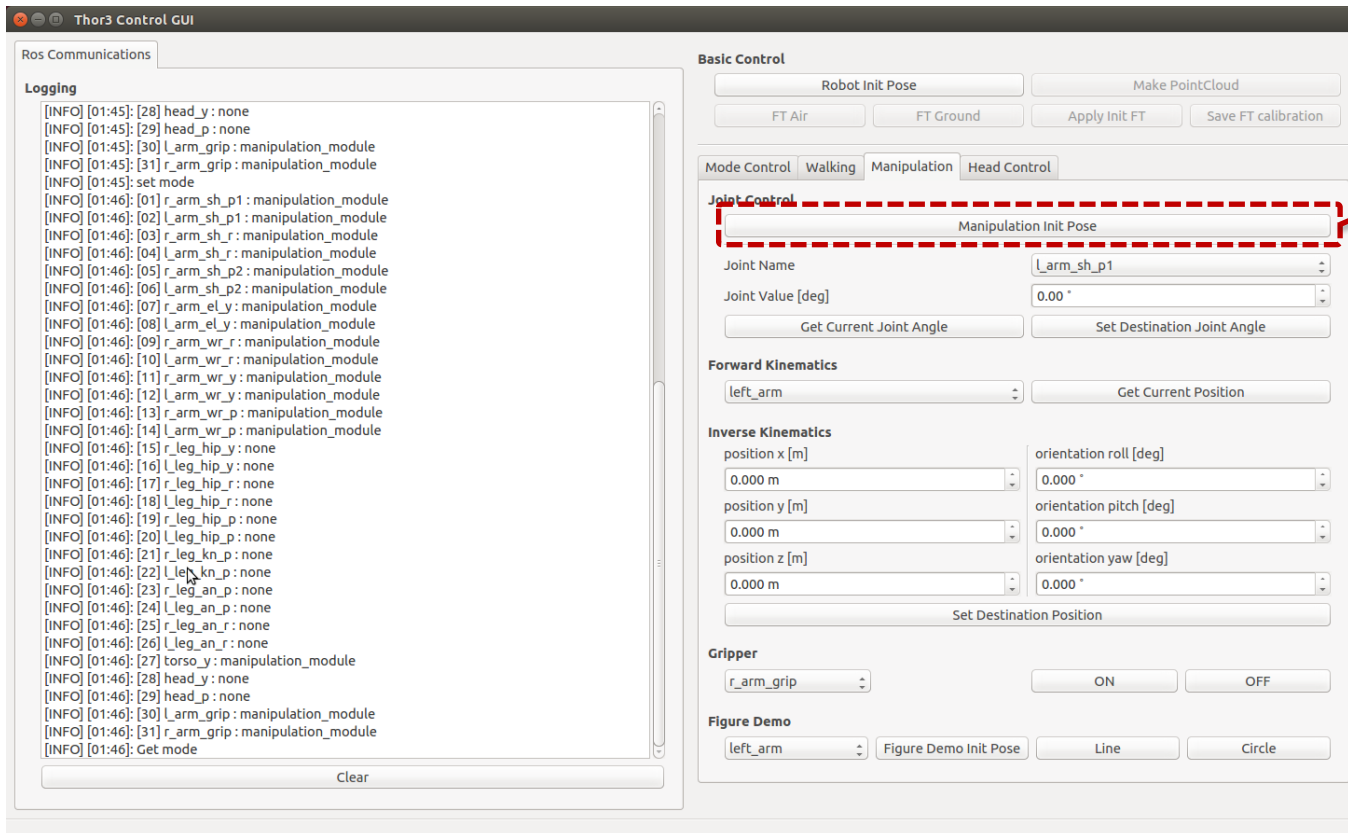 Thor3 Control GUI
Ros Communications
Logging
[INFO] [01:45]: [28] head_y : none
[INFO] [01:45]: [29] head_p : none
[INFO] [01:45]: [30] l_arm_grip : manipulation_module
[INFO] [01:45]: [31] r_arm_grip : manipulation_module
[INFO] [01:45]: set mode
[INFO] [01:46]: [01] r_arm_sh_p1 : manipulation_module
[INFO] [01:46]: [02] l_arm_sh_p1 : manipulation_module
[INFO] [01:46]: [03] r_arm_sh_r : manipulation_module
[INFO] [01:46]: [04] l_arm_sh_r : manipulation_module
[INFO] [01:46]: [05] r_arm_sh_p2 : manipulation_module
[INFO] [01:46]: [06] l_arm_sh_p2 : manipulation_module
[INFO] [01:46]: [07] r_arm_el_y : manipulation_module
[INFO] [01:46]: [08] l_arm_el_y : manipulation_module
[INFO] [01:46]: [09] r_arm_wr_r : manipulation_module
[INFO] [01:46]: [10] l_arm_wr_r : manipulation_module
[INFO] [01:46]: [11] r_arm_wr_y : manipulation_module
[INFO] [01:46]: [12] l_arm_wr_y : manipulation_module
[INFO] [01:46]: [13] r_arm_wr_p : manipulation_module
[INFO] [01:46]: [14] l_arm_wr_p : manipulation_module
[INFO] [01:46]: [15] r_leg_hip_y : none
[INFO] [01:46]: [16] l_leg_hip_y : none
[INFO] [01:46]: [17] r_leg_hip_r : none
[INFO] [01:46]: [18] l_leg_hip_r : none
[INFO] [01:46]: [19] r_leg_hip_p : none
[INFO] [01:46]: [20] l_leg_hip_p : none
[INFO] [01:46]: [21] r_leg_kn_p : none
[INFO] [01:46]: [22] l_leg_kn_p : none
[INFO] [01:46]: [23] r_leg_an_p : none
[INFO] [01:46]: [24] l_leg_an_p : none
[INFO] [01:46]: [25] r_leg_an_r : none
[INFO] [01:46]: [26] l_leg_an_r : none
[INFO] [01:46]: [27] torso_y : manipulation_module
[INFO] [01:46]: [28] head_y : none
[INFO] [01:46]: [29] head_p : none
[INFO] [01:46]: [30] l_arm_grip : manipulation_module
[INFO] [01:46]: [31] r_arm_grip : manipulation_module
[INFO] [01:46]: Get mode
Clear
Basic Control
Robot Init Pose Make PointCloud
FT Air FT Ground Apply Init FT Save FT calibration
Mode Control Walking Manipulation Head Control
Joint Control
Manipulation Init Pose
Joint Name l_arm_sh_p1
Joint Value [deg] 0.00 °
Get Current Joint Angle Set Destination Joint Angle
Forward Kinematics
left_arm Get Current Position
Inverse Kinematics
position x [m] orientation roll [deg]
0.000 m 0.000 °
position y [m] orientation pitch [deg]
0.000 m 0.000 °
position z [m] orientation yaw [deg]
0.000 m 0.000 °
Set Destination Position
Gripper
r_arm_grip ON OFF
Figure Demo
left_arm Figure Demo Init Pose Line Circle